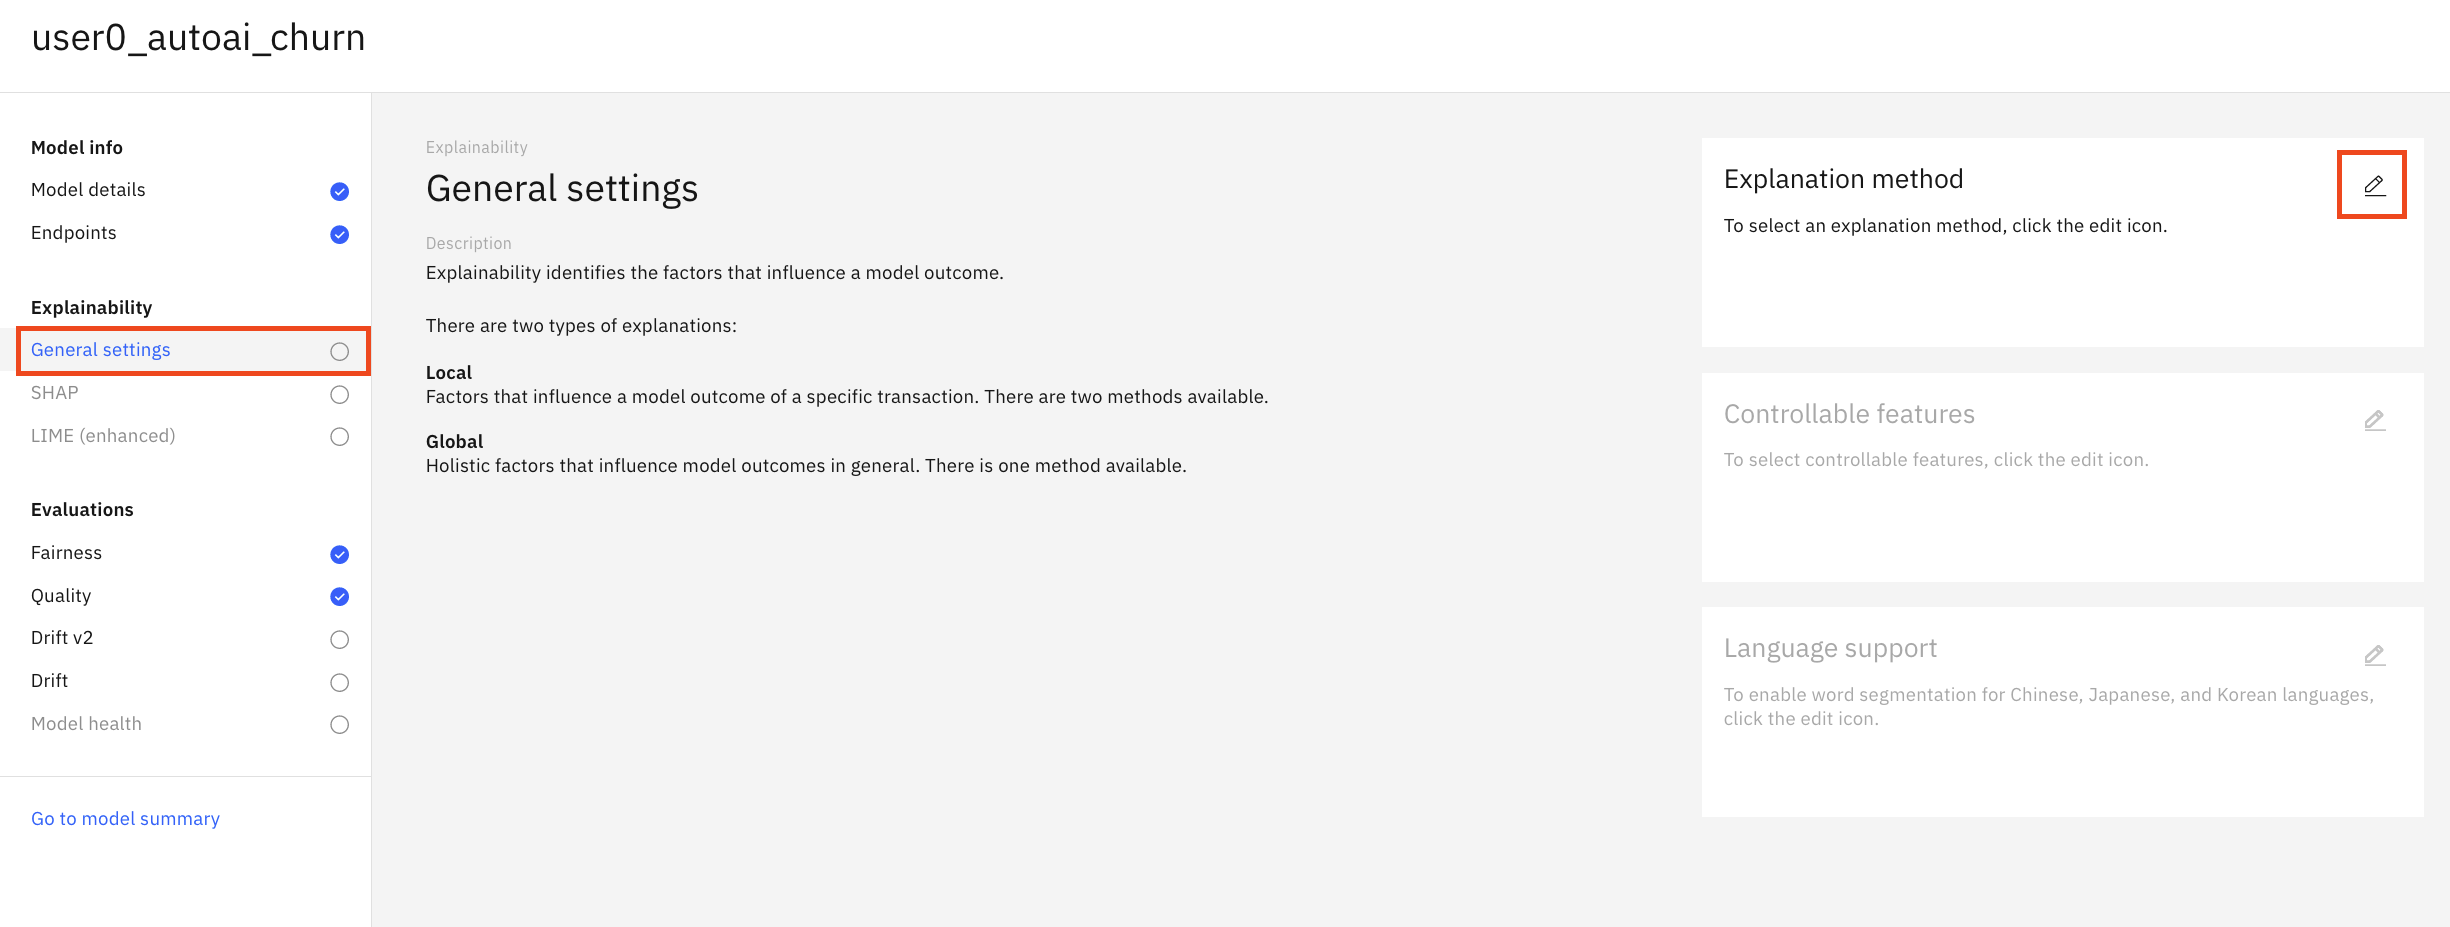 user0_autoai_churn
Model info
Model details
Endpoints
Explainability
General settings
SHAP
LIME (enhanced)
Evaluations
Fairness
Quality
Drift v2
Drift
Model health
Go to model summary
Explainability
General settings
Description
Explainability identifies the factors that influence a model outcome.
There are two types of explanations:
Local
Factors that influence a model outcome of a specific transaction. There are two methods available.
Global
Holistic factors that influence model outcomes in general. There is one method available.
Explanation method
To select an explanation method, click the edit icon.
Controllable features
To select controllable features, click the edit icon.
Language support
To enable word segmentation for Chinese, Japanese, and Korean languages,
click the edit icon.